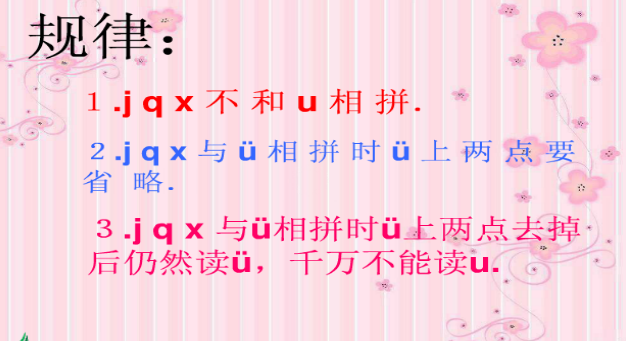 规律：
1.j q x 不 和 u 相 拼.
2.j q x 与 ü 相 拼 时 ü 上 两 点 要
省 略.
3.j q x 与ü相拼时ü上两点去掉
后仍然读ü，千万不能读u.